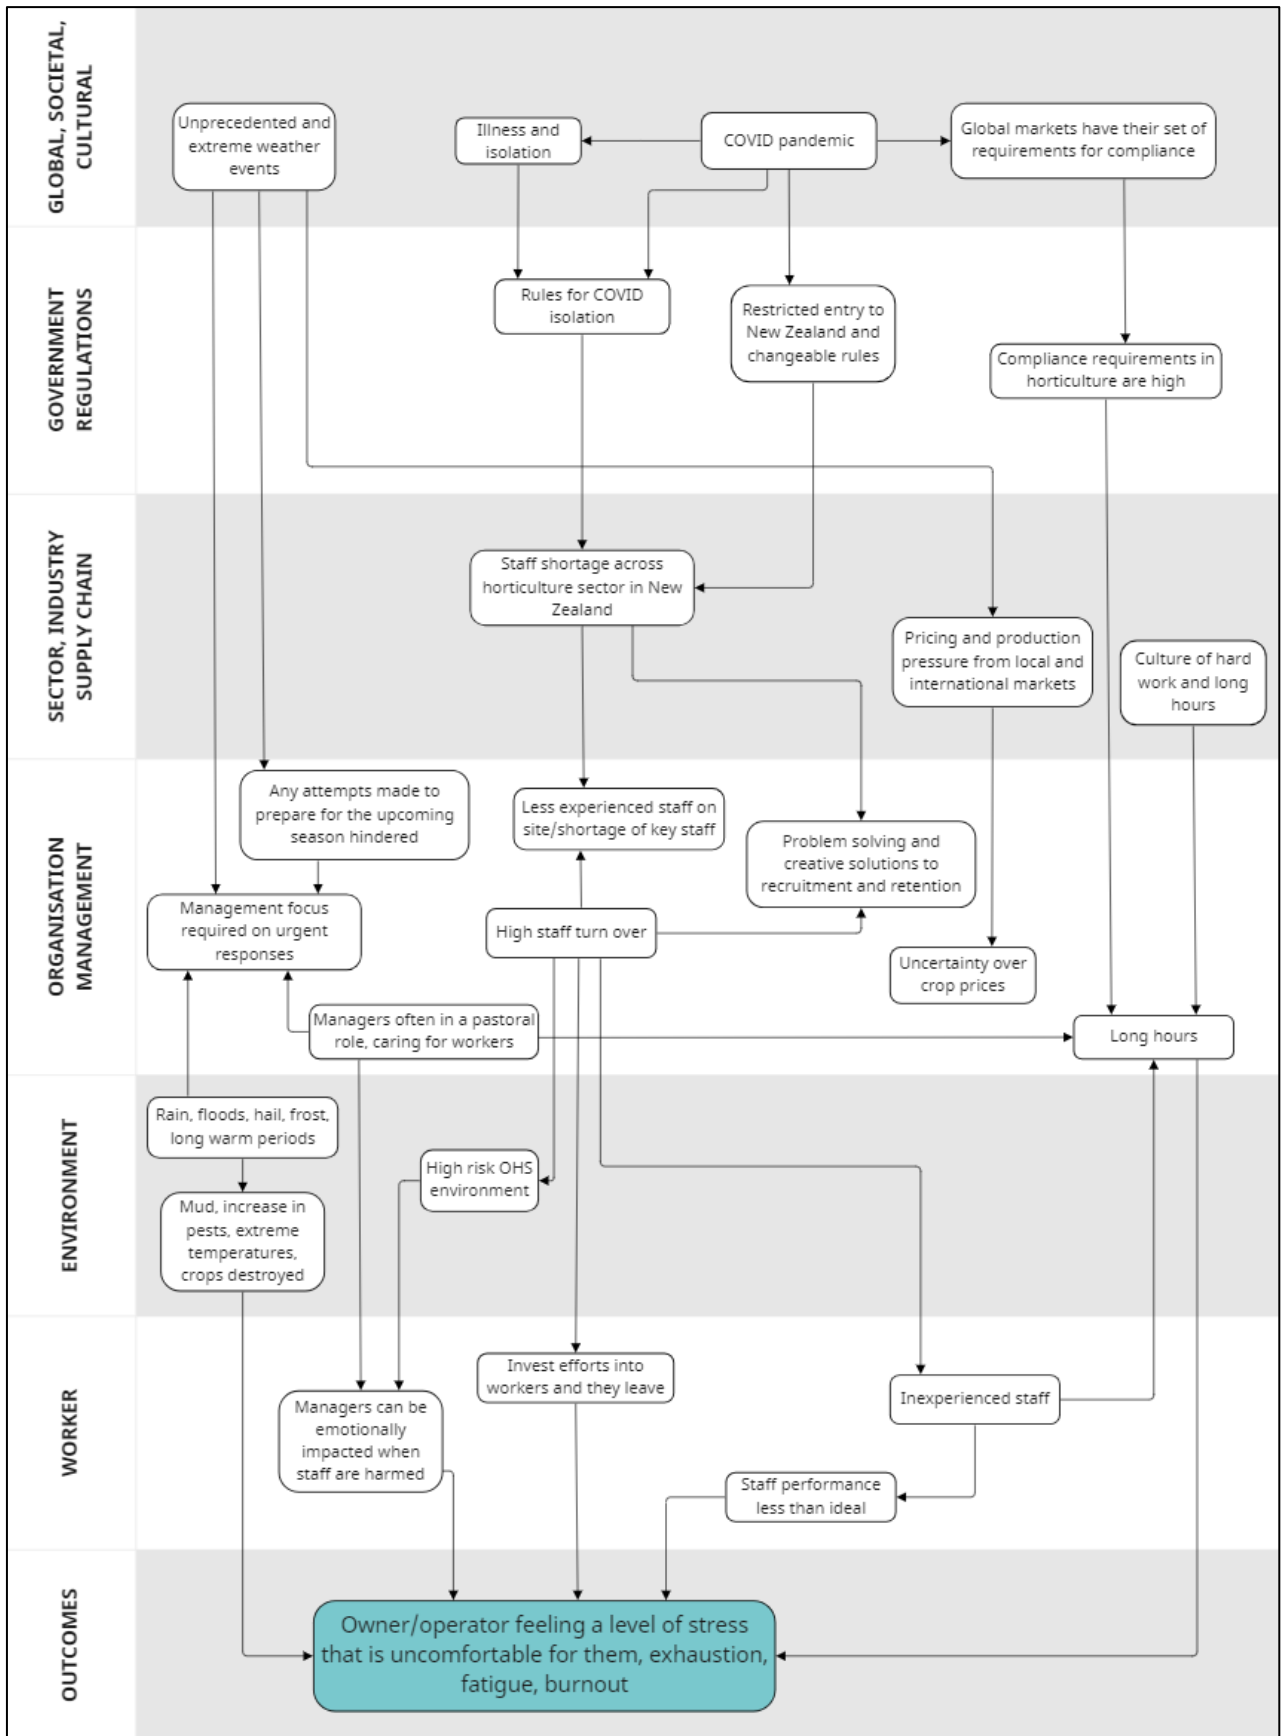 GLOBAL, SOCIETAL,
CULTURAL
Unprecedented and
extreme weather
events
Illness and
isolation
COVID pandemic
Global markets have their set of
requirements for compliance
GOVERNMENT
REGULATIONS
Rules for COVID
isolation
Restricted entry to
New Zealand and
changeable rules
Compliance requirements in
horticulture are high
SECTOR, INDUSTRY
SUPPLY CHAIN
Staff shortage across
horticulture sector in New
Zealand
Pricing and production
pressure from local and
international markets
Culture of hard
work and long
hours
ORGANISATION
MANAGEMENT
Any attempts made to
prepare for the upcoming
season hindered
Less experienced staff on
site/shortage of key staff
Problem solving and
creative solutions to
recruitment and retention
Management focus
required on urgent
responses
High staff turn over
Uncertainty over
crop prices
Managers often in a pastoral
role, caring for workers
Long hours
ENVIRONMENT
Rain, floods, hail, frost,
long warm periods
High risk OHS
environment
Mud, increase in
pests, extreme
temperatures,
crops destroyed
WORKER
Invest efforts into
workers and they leave
Inexperienced staff
Managers can be
emotionally
impacted when
staff are harmed
Staff performance
less than ideal
OUTCOMES
Owner/operator feeling a level of stress
that is uncomfortable for them, exhaustion,
fatigue, burnout